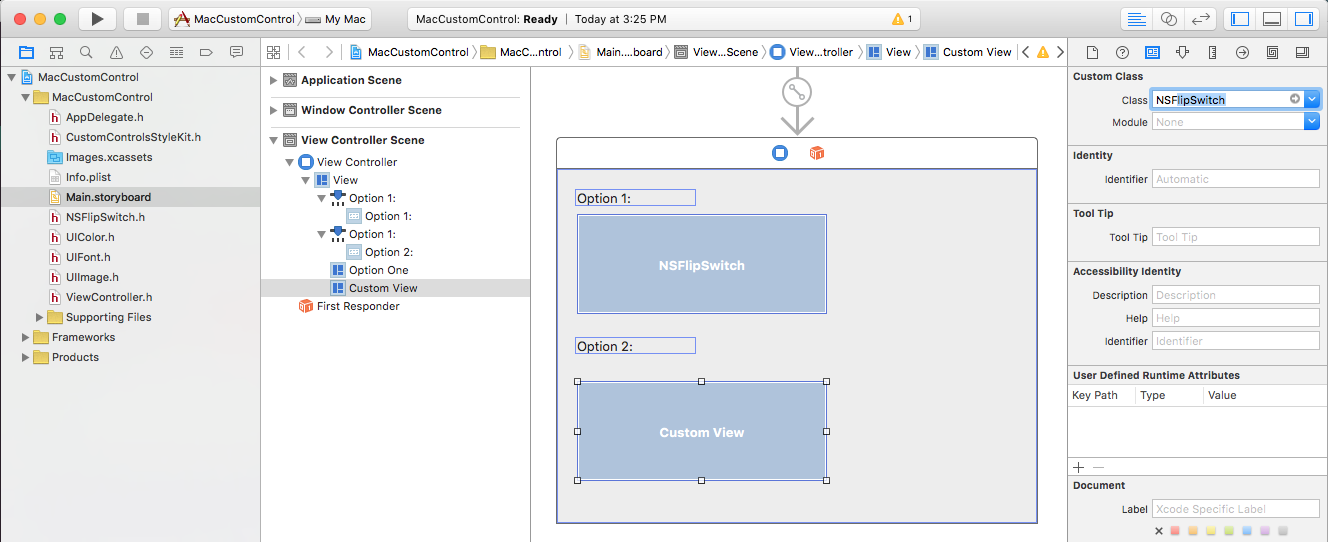 MacCustomControl
My Mac
MacCustomControl: Ready | Today at 3:25 PM
1
MacCustomControl
MacC...ntrol
Main....board
View...Scene
View...troller
View
Custom View
MacCustomControl
MacCustomControl
AppDelegate.h
CustomControlsStyleKit.h
Images.xcassets
Info.plist
Main.storyboard
NSFlipSwitch.h
UIColor.h
UIFont.h
UIImage.h
ViewController.h
Supporting Files
Frameworks
Products
Application Scene
Window Controller Scene
View Controller Scene
View Controller
View
Option 1:
Option 1:
Option 1:
Option 2:
Option One
Custom View
First Responder
Option 1:
NSFlipSwitch
Option 2:
Custom View
Custom Class
Class NSFlipSwitch
Module None
Identity
Identifier Automatic
Tool Tip
Tool Tip Tool Tip
Accessibility Identity
Description Description
Help Help
Identifier Identifier
User Defined Runtime Attributes
Key Path Type Value
Document
Label Xcode Specific Label